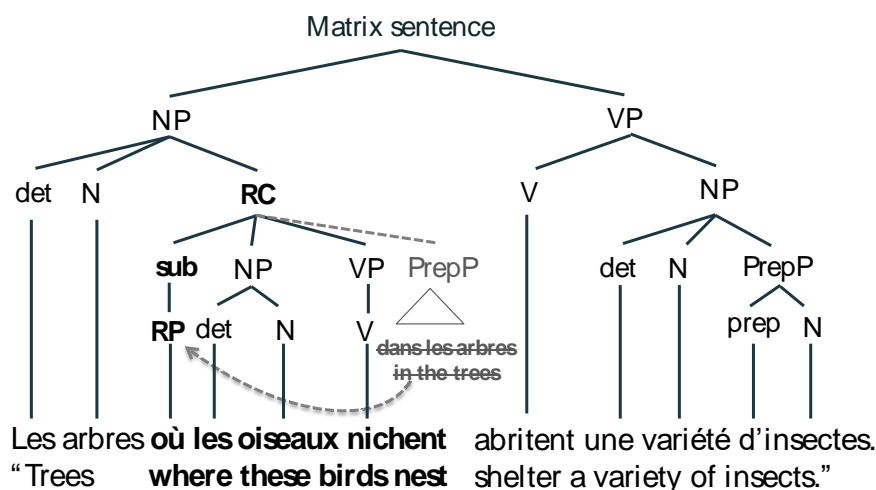 Matrix sentence
NP VP
det N RC V NP
sub NP VP PrepP det N PrepP
RP det N V prep N
dans les arbres
in the trees
Les arbres où les oiseaux nichent abritent une variété d'insectes.
“Trees where these birds nest shelter a variety of insects.”